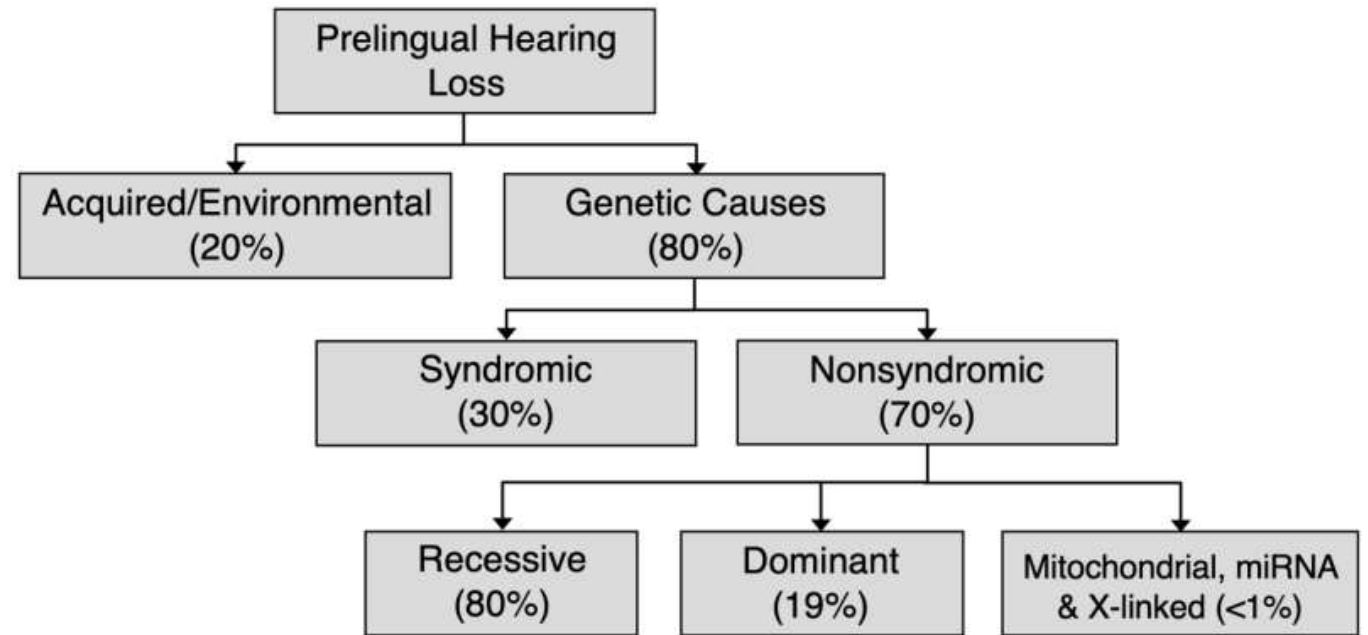 Prelingual Hearing
Loss
Acquired/Environmental
(20%)
Genetic Causes
(80%)
Syndromic
(30%)
Nonsyndromic
(70%)
Recessive
(80%)
Dominant
(19%)
Mitochondrial, miRNA
& X-linked (<1%)